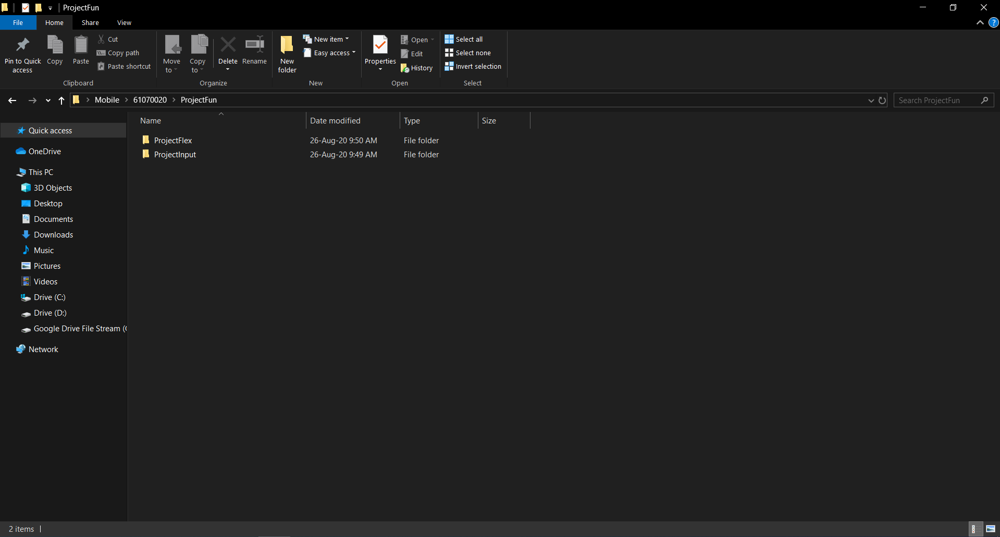 ProjectFun
File Home Share View
Pin to Quick access
Copy
Paste
Cut
Copy path
Paste shortcut
Clipboard
Move to
Copy to
Delete
Rename
Organize
New folder
New item
Easy access
New
Properties
Open
Edit
History
Open
Select all
Select none
Invert selection
Select
Mobile > 61070020 > ProjectFun
Search ProjectFun
Name Date modified Type Size
ProjectFlex 26-Aug-20 9:50 AM File folder
ProjectInput 26-Aug-20 9:49 AM File folder
Quick access
OneDrive
This PC
3D Objects
Desktop
Documents
Downloads
Music
Pictures
Videos
Drive (C:)
Drive (D:)
Google Drive File Stream (
Network
2 items